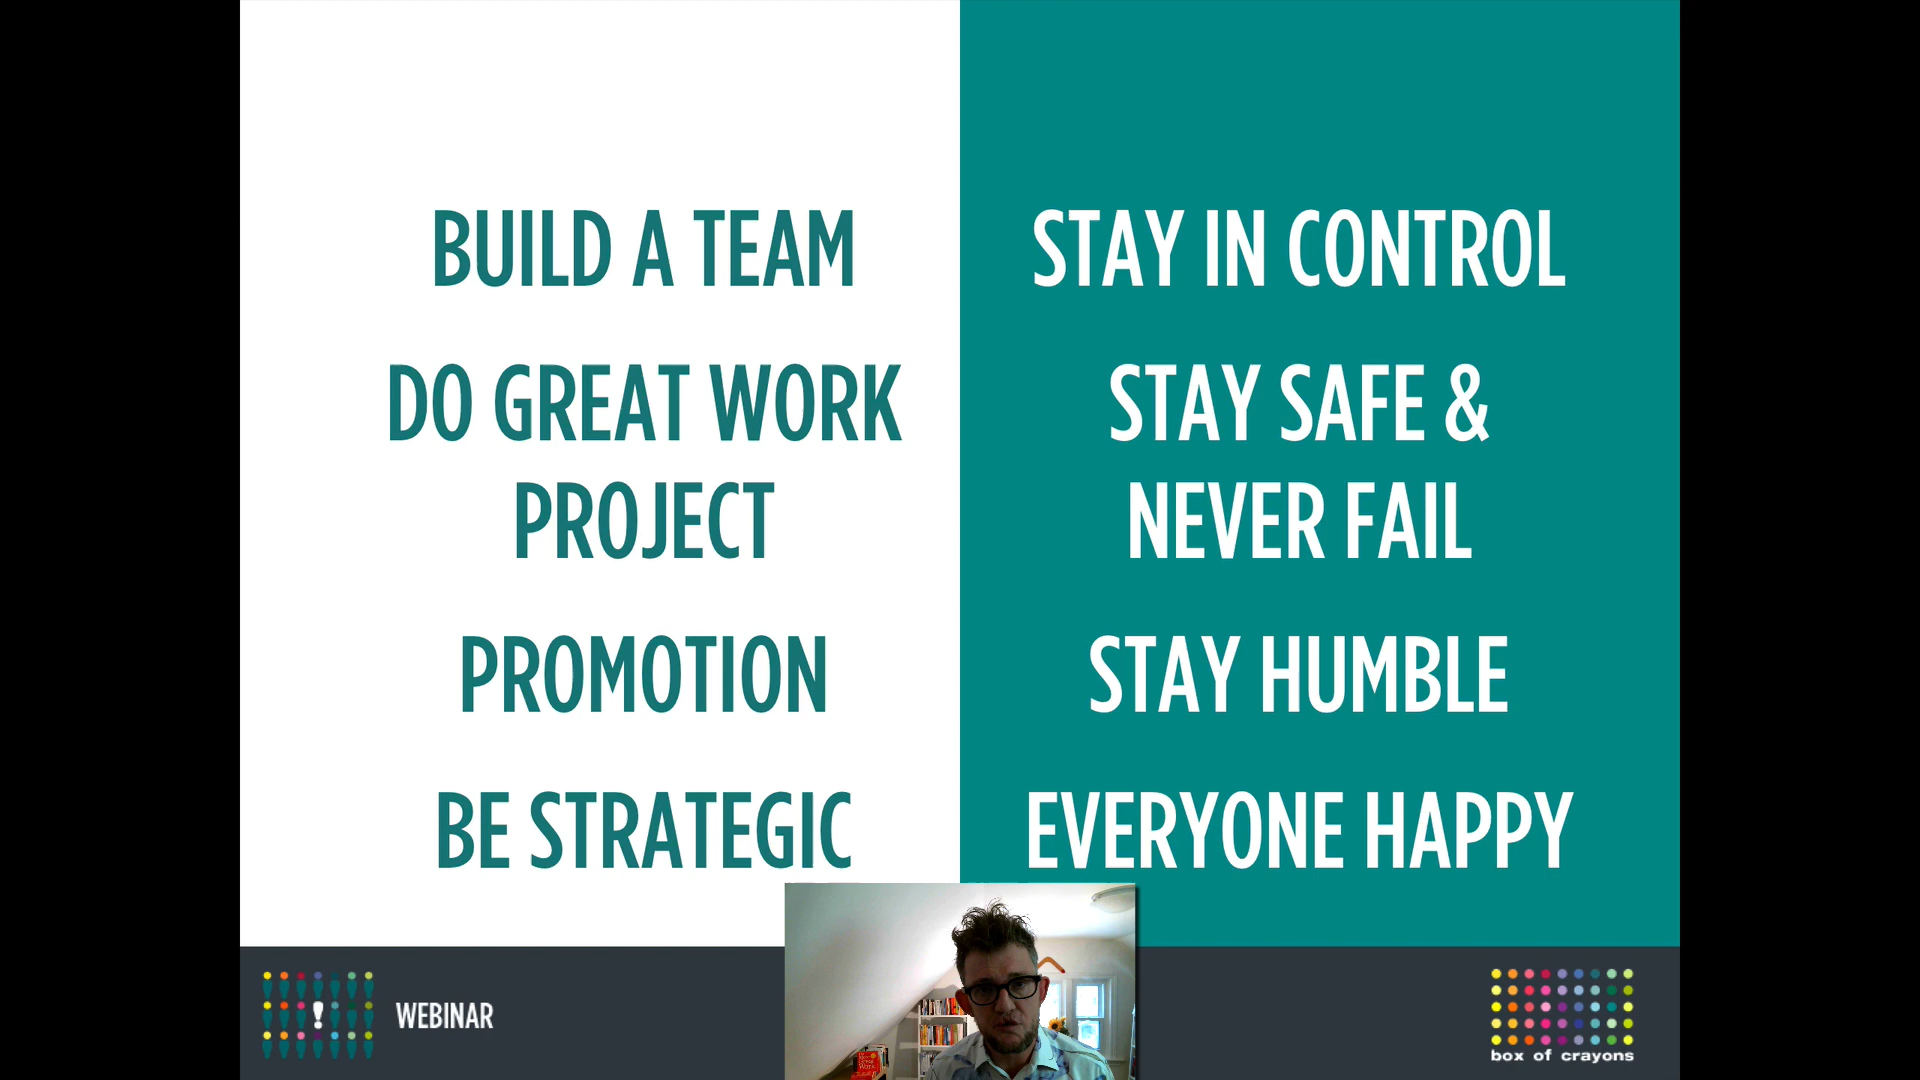 BUILD A TEAM
DO GREAT WORK
PROJECT
PROMOTION
BE STRATEGIC
STAY IN CONTROL
STAY SAFE &
NEVER FAIL
STAY HUMBLE
EVERYONE HAPPY
WEBINAR
box of crayons